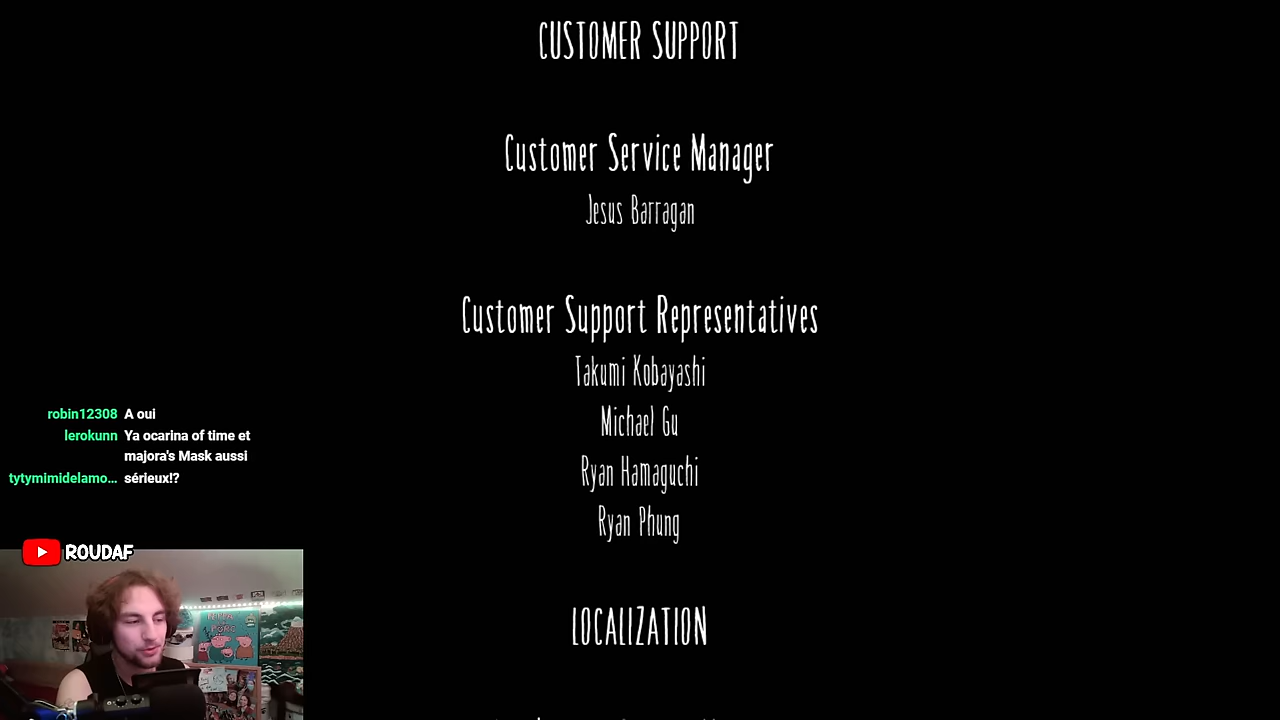 CUSTOMER SUPPORT
Customer Service Manager
Jesus Barragan
Customer Support Representatives
Takumi Kobayashi
Michael Gu
Ryan Hamaguchi
Ryan Phung
LOCALIZATION
robin12308 A oui
lerokunn Ya ocarina of time et
majora's Mask aussi
tytymimidelamo... sérieux!?
ROUDAF